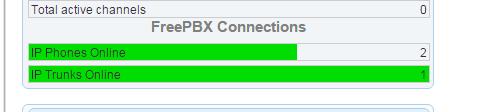 Total active channels 0
FreePBX Connections
IP Phones Online 2
IP Trunks Online 1